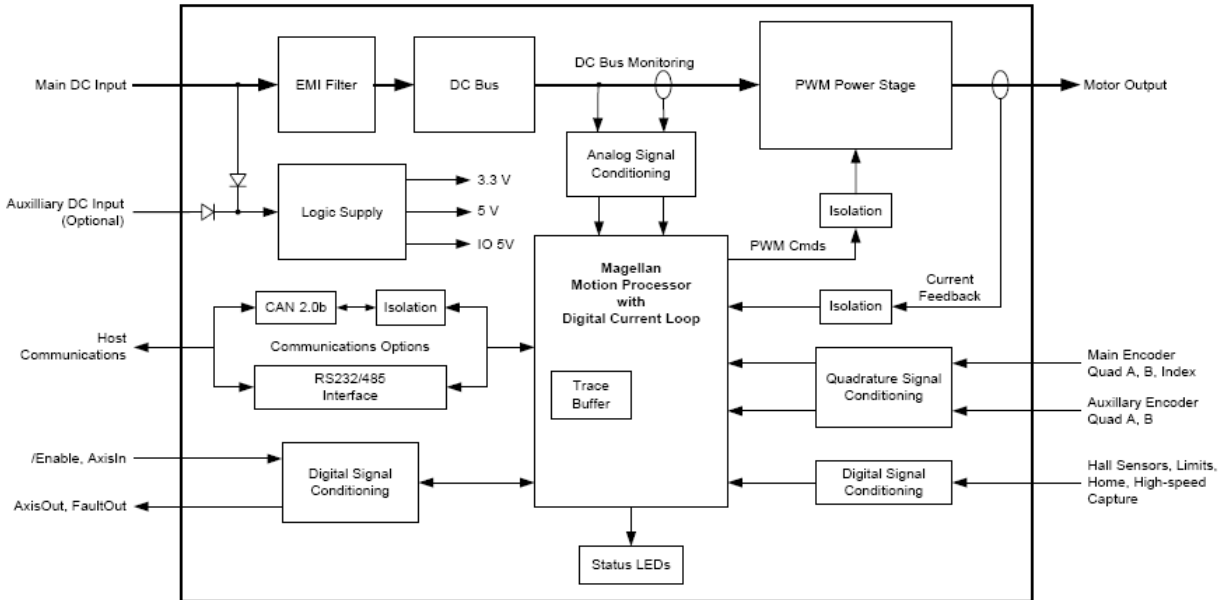 DC Bus Monitoring
Main DC Input
EMI Filter
DC Bus
PWM Power Stage
Motor Output
Analog Signal
Conditioning
Auxilliary DC Input
(Optional)
Logic Supply
3.3 V
5 V
IO 5V
Isolation
PWM Cmds
Magellan
Motion Processor
with
Digital Current Loop
Current
Feedback
Isolation
CAN 2.0b
Isolation
Host
Communications
Communications Options
RS232/485
Interface
Trace
Buffer
Quadrature Signal
Conditioning
Main Encoder
Quad A, B, Index
Auxillary Encoder
Quad A, B
/Enable, AxisIn
AxisOut, FaultOut
Digital Signal
Conditioning
Digital Signal
Conditioning
Hall Sensors, Limits,
Home, High-speed
Capture
Status LEDs